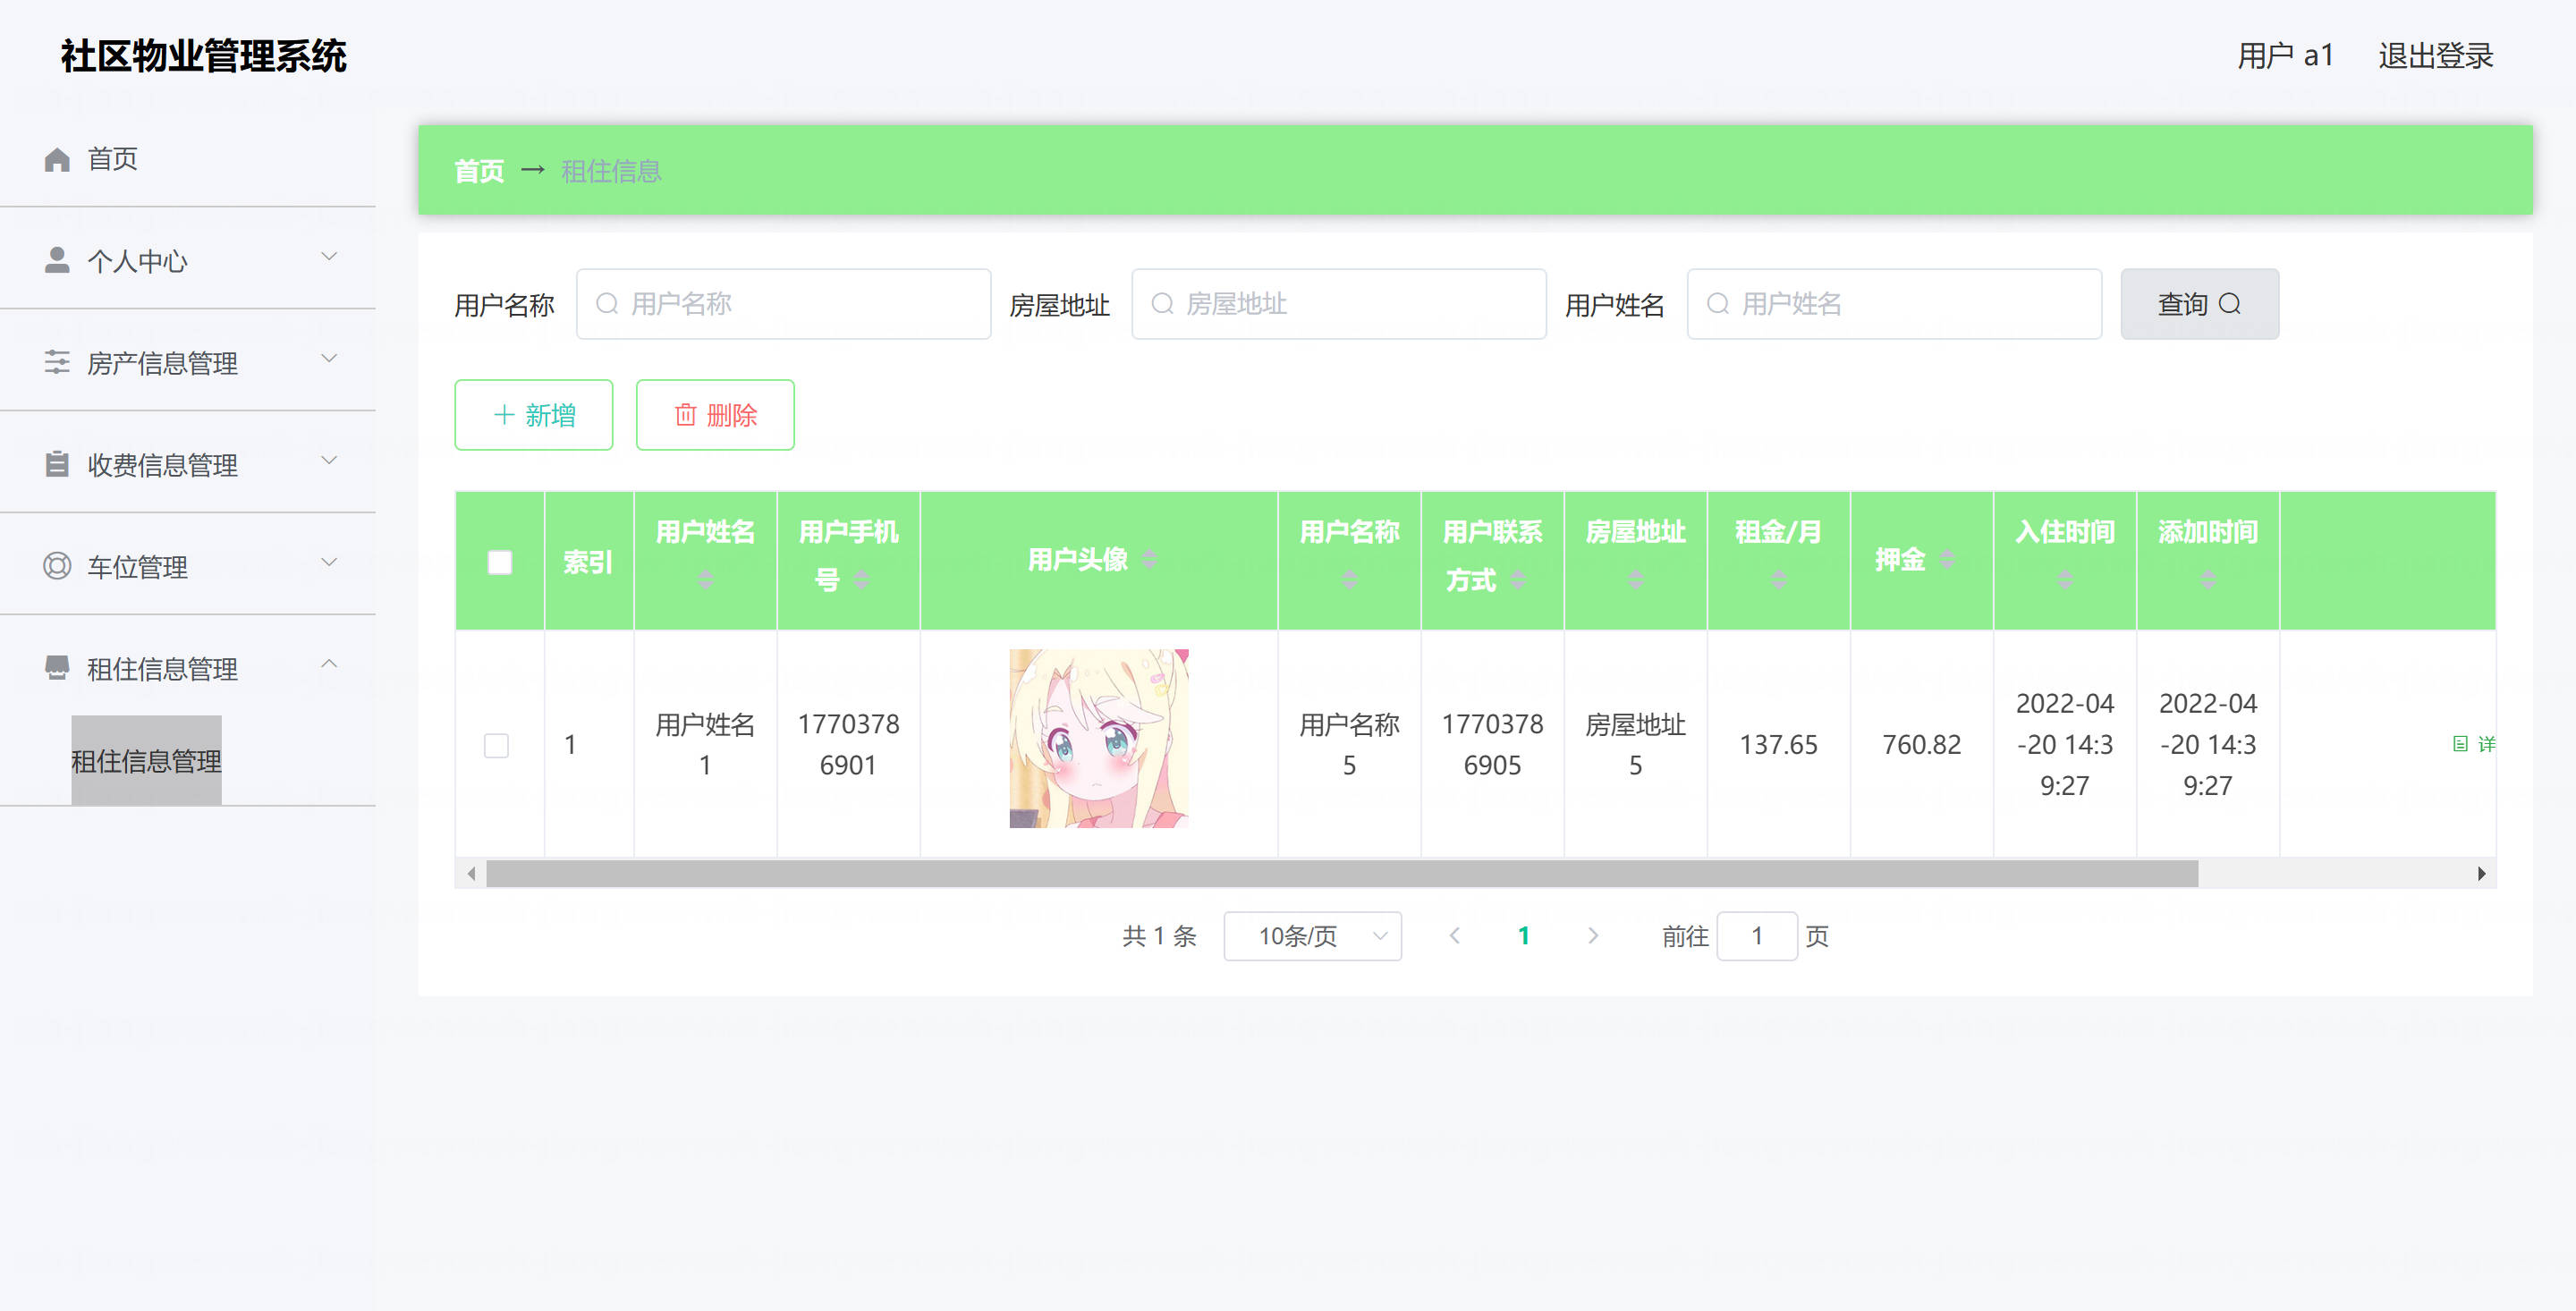 社区物业管理系统
用户 a1 退出登录
首页
个人中心
房产信息管理
收费信息管理
车位管理
租住信息管理
租住信息管理
首页 → 租住信息
用户名称 用户名称 房屋地址 房屋地址 用户姓名 用户姓名 查询
新增 删除
索引 用户姓名 用户手机号 用户头像 用户名称 用户联系方式 房屋地址 租金/月 押金 入住时间 添加时间
1 用户姓名1 17703786901 用户名称5 17703786905 房屋地址5 137.65 760.82 2022-04-20 14:39:27 2022-04-20 14:39:27 详
共 1 条 10条/页 1 前往 1 页